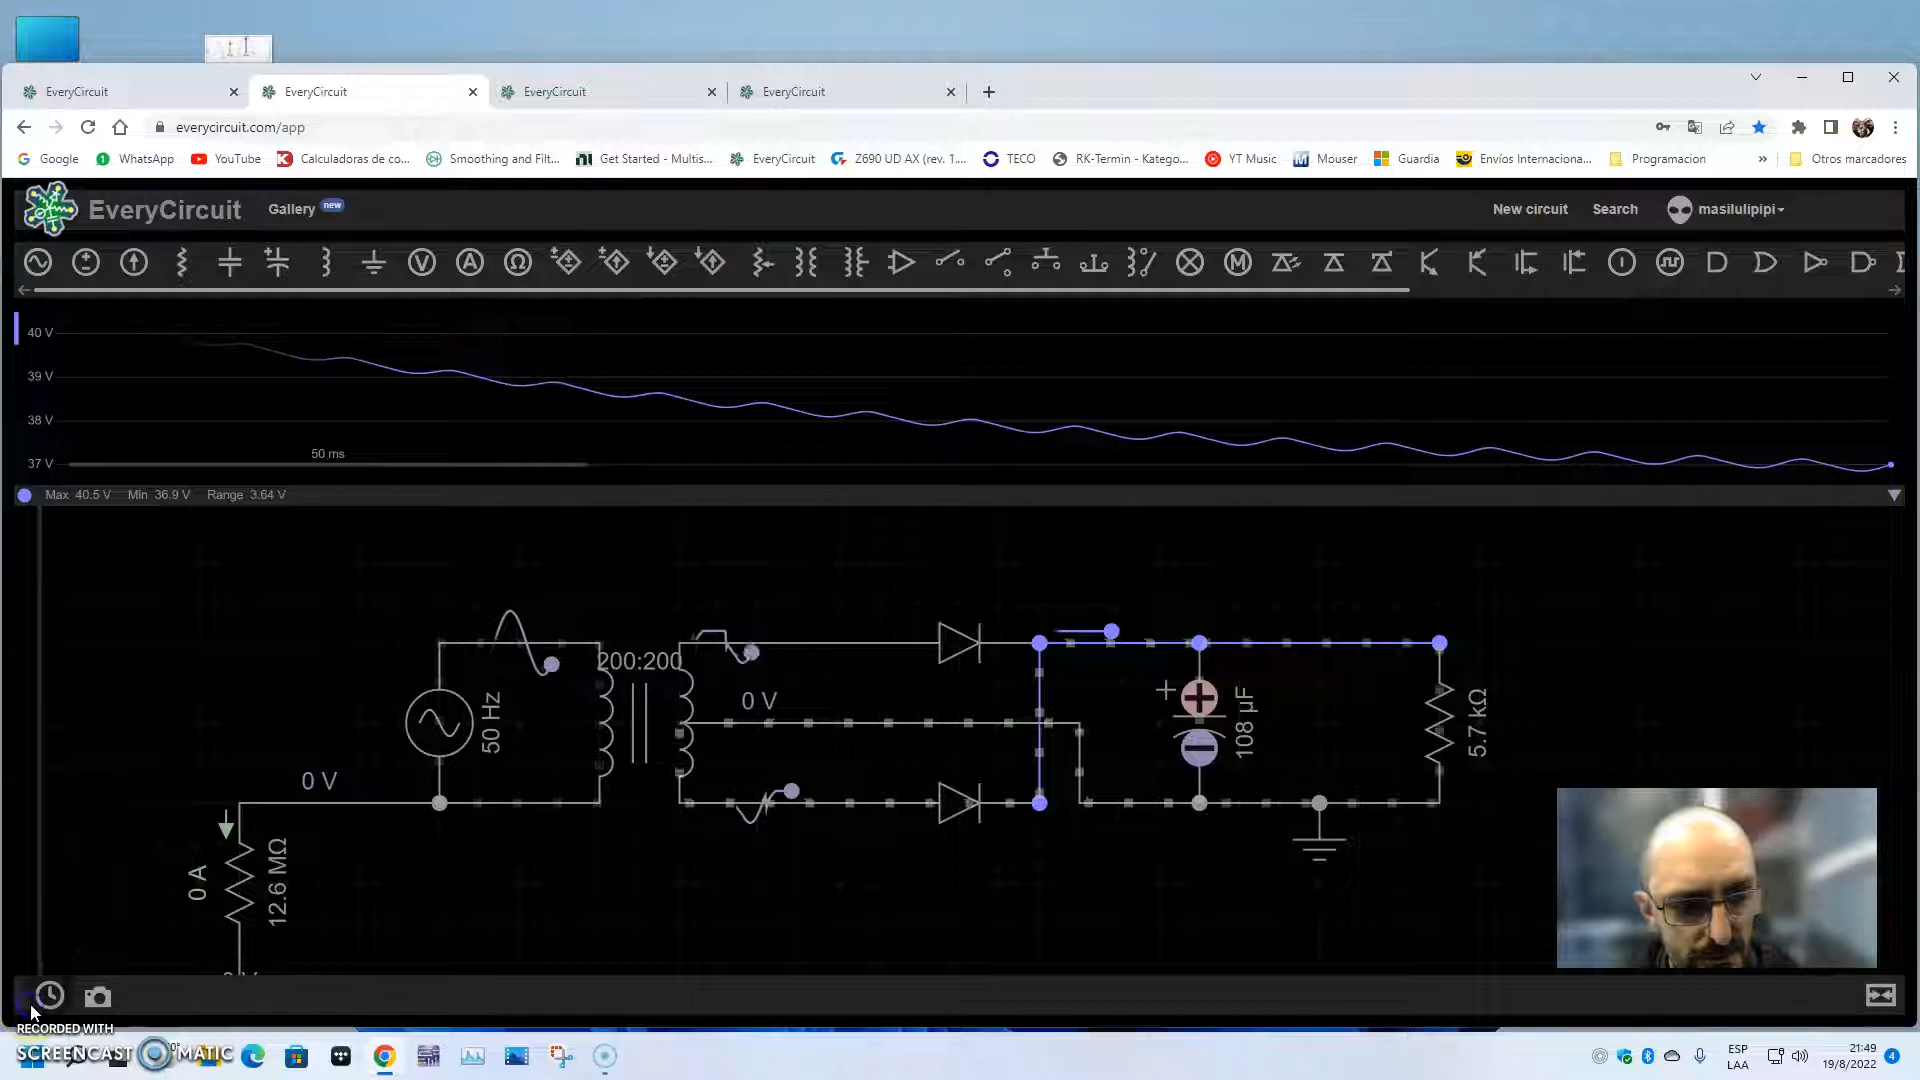 EveryCircuit
EveryCircuit
EveryCircuit
EveryCircuit
everycircuit.com/app
Google
WhatsApp
YouTube
Calculadoras de co...
Smoothing and Filt...
Get Started - Multis...
EveryCircuit
Z690 UD AX (rev. 1....
TECO
RK-Termin - Katego...
YT Music
Mouser
Guardia
Envíos Internaciona...
Programacion
»
Otros marcadores
EveryCircuit
Gallery new
New circuit
Search
masilulipipi
40 V
39 V
38 V
37 V
50 ms
Max 40.5 V Min 36.9 V Range 3.64 V
200:200
0 V
50 Hz
108 µF
5.7 kΩ
0 V
0 A
12.6 MΩ
RECORDED WITH
SCREENCAST MATIC
ESP
LAA
21:49
19/8/2022
4